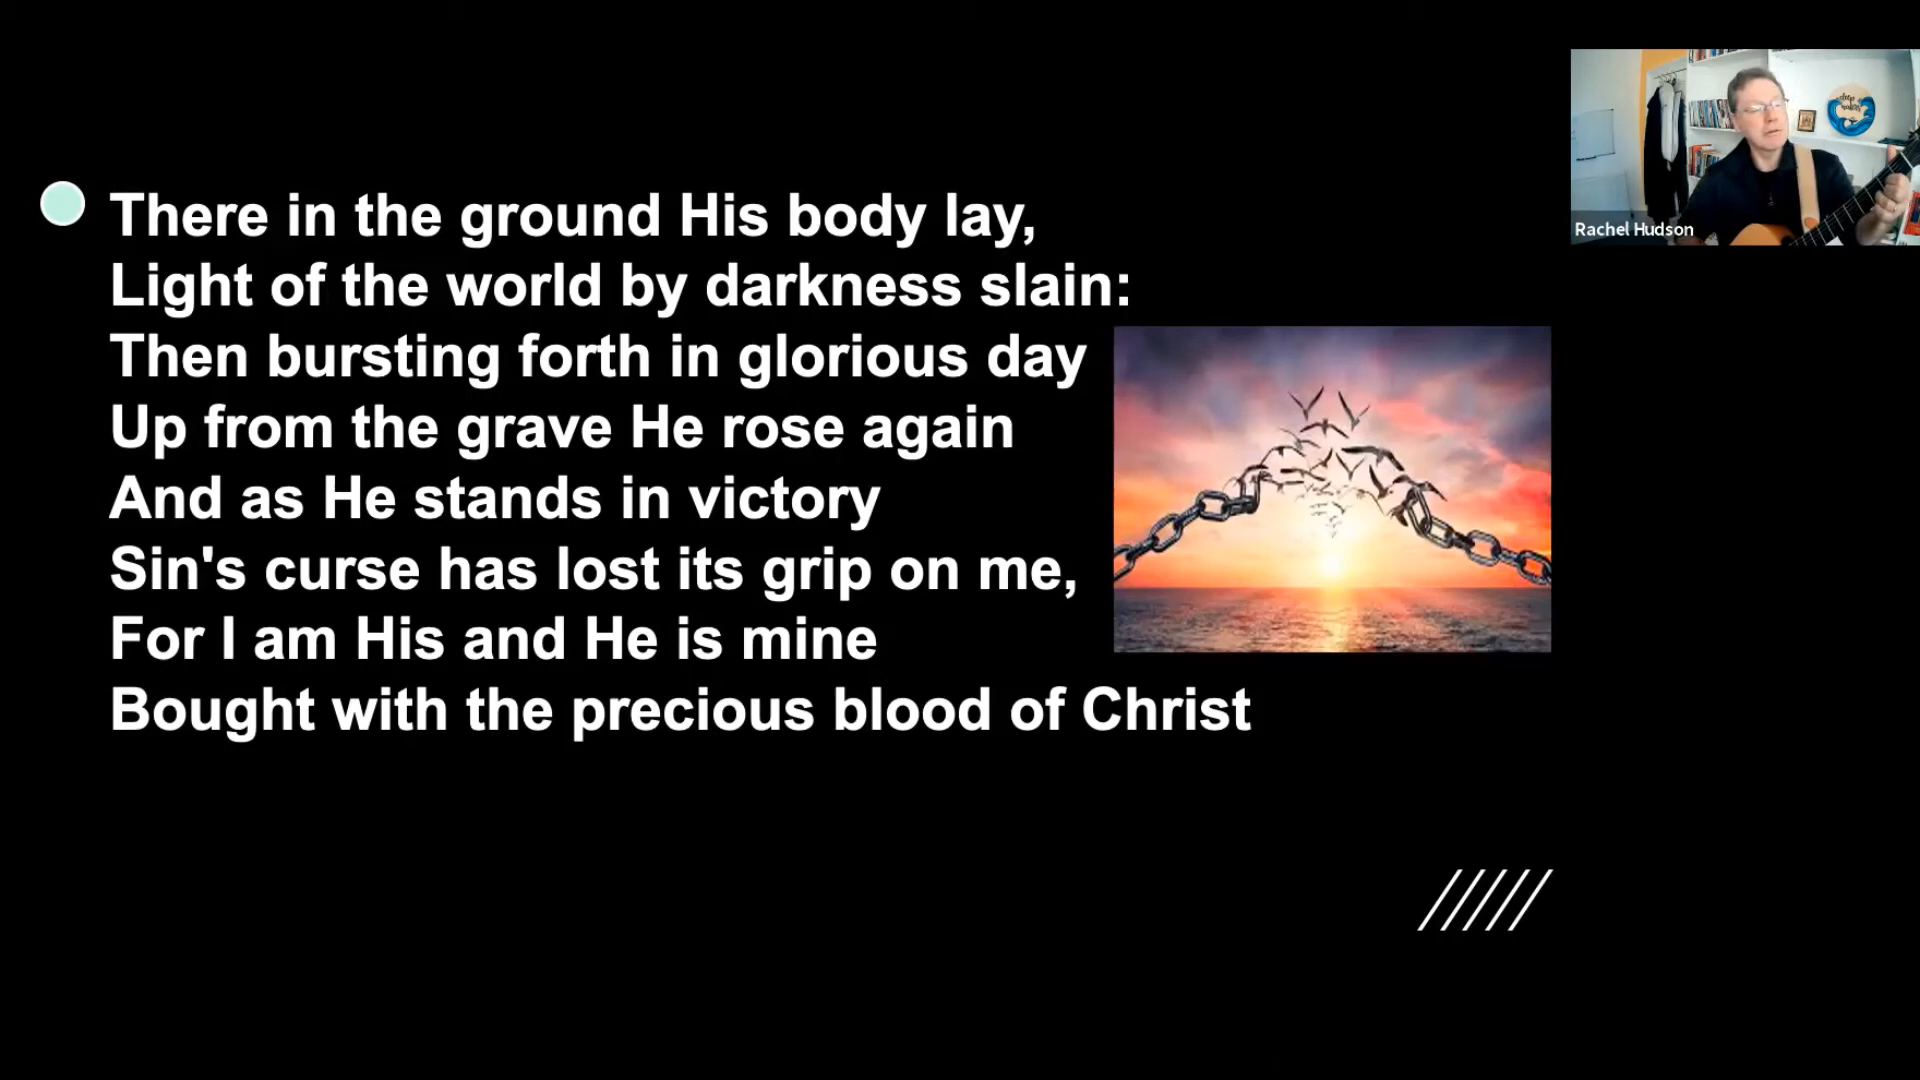 There in the ground His body lay,
Light of the world by darkness slain:
Then bursting forth in glorious day
Up from the grave He rose again
And as He stands in victory
Sin's curse has lost its grip on me,
For I am His and He is mine
Bought with the precious blood of Christ
Rachel Hudson
deep